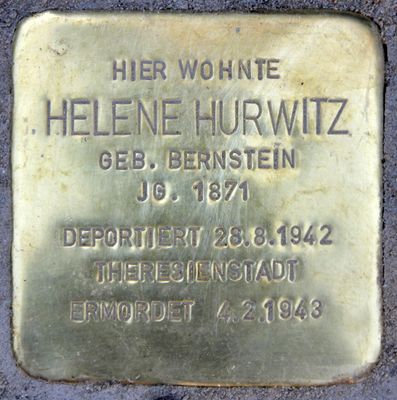 HIER WOHNTE
HELENE HURWITZ
GEB. BERNSTEIN
JG. 1871
DEPORTIERT 28.8.1942
THERESIENSTADT
ERMORDET 4.2.1943